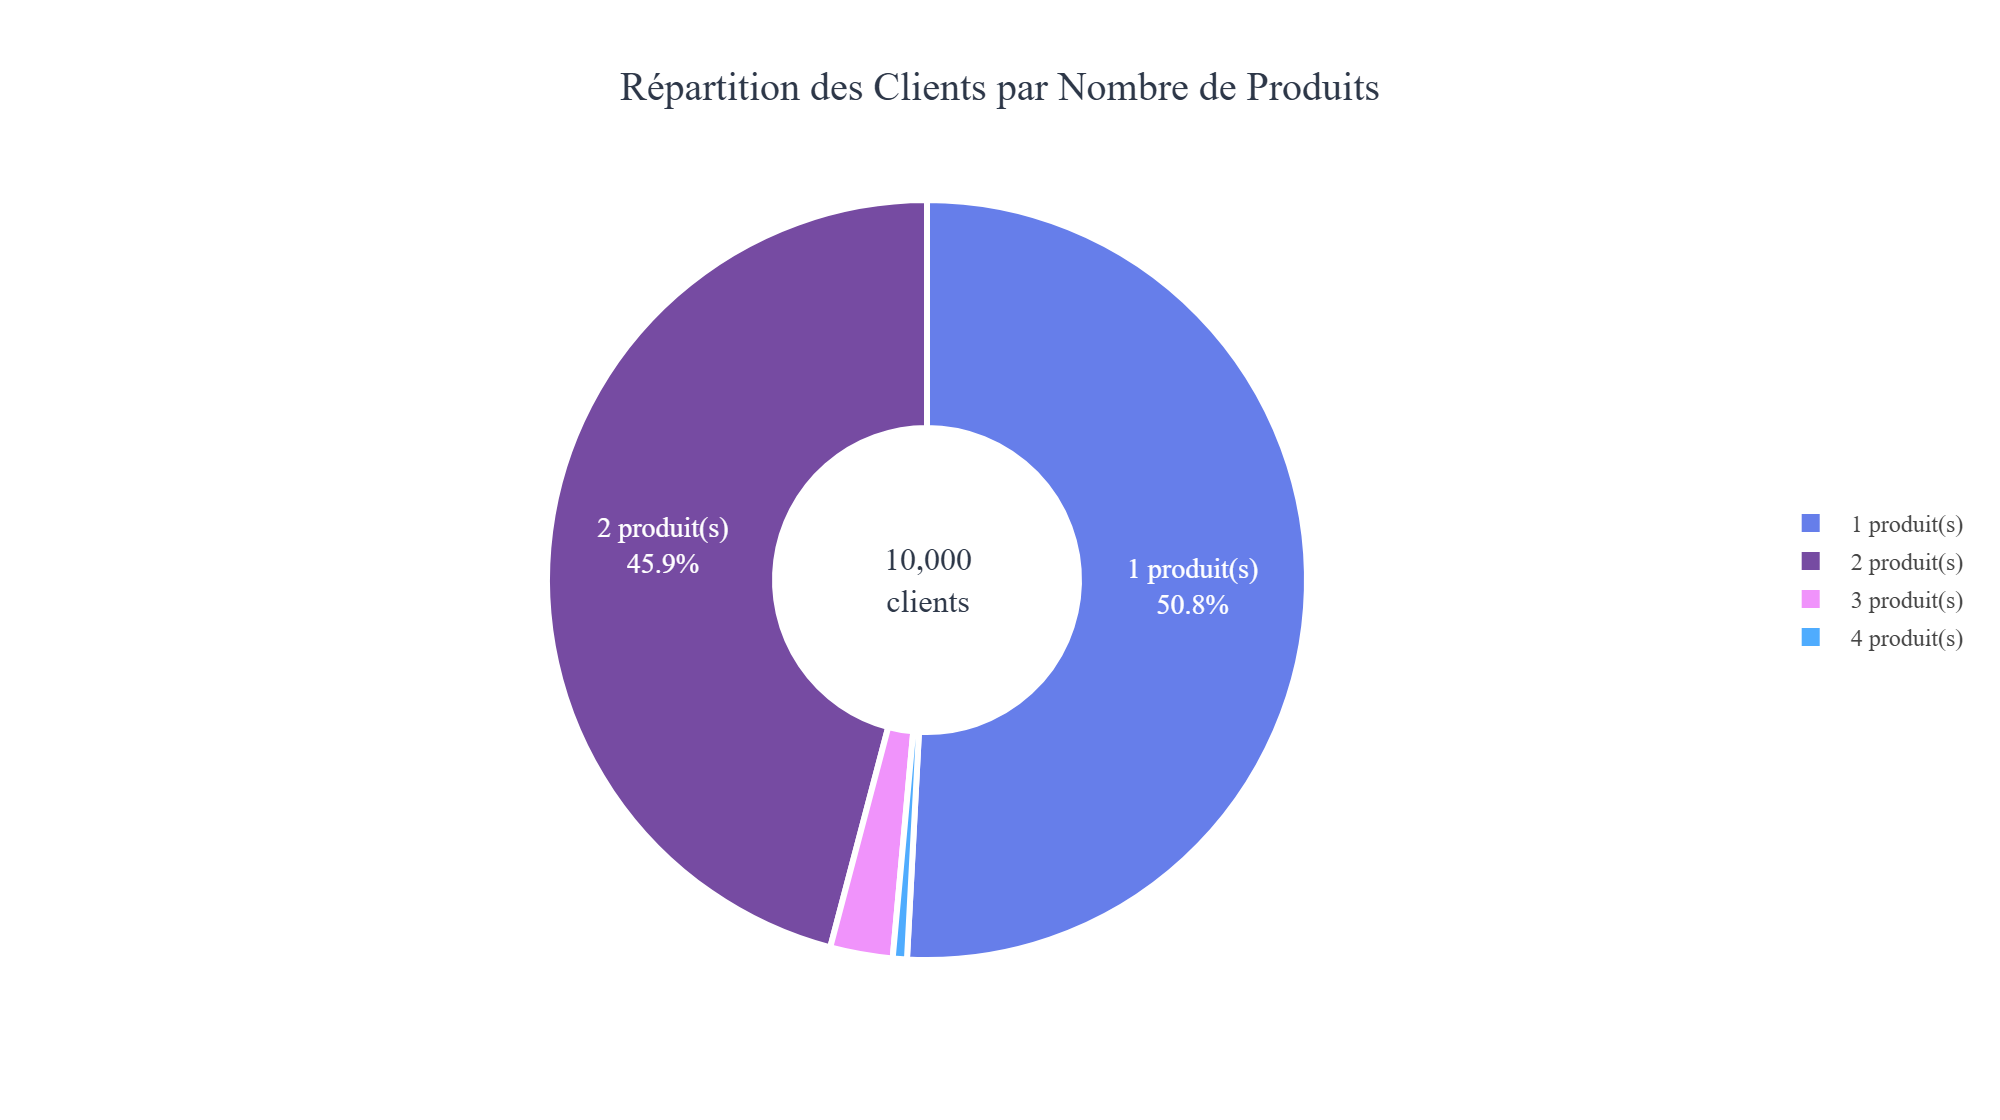 Répartition des Clients par Nombre de Produits
2 produit(s)
45.9%
10,000
clients
1 produit(s)
50.8%
1 produit(s)
2 produit(s)
3 produit(s)
4 produit(s)